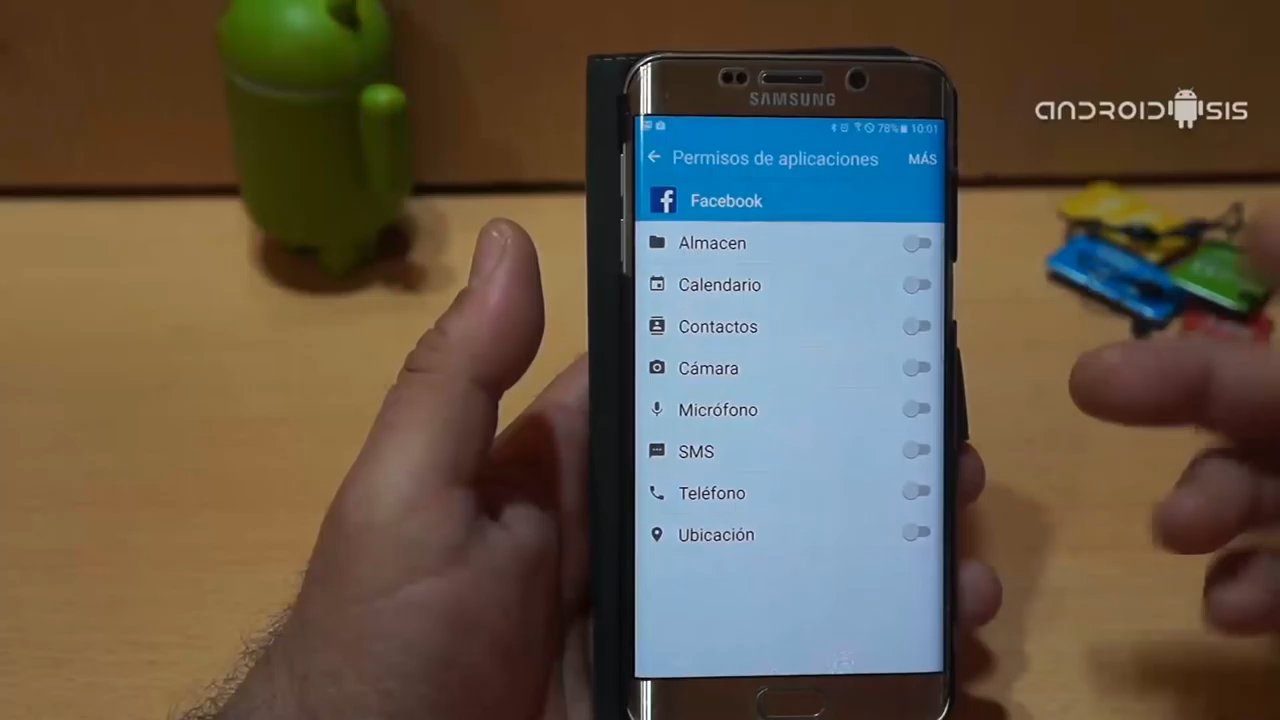 ANDROIDSIS
SAMSUNG
78% 10:01
Permisos de aplicaciones MÁS
Facebook
Almacen
Calendario
Contactos
Cámara
Micrófono
SMS
Teléfono
Ubicación